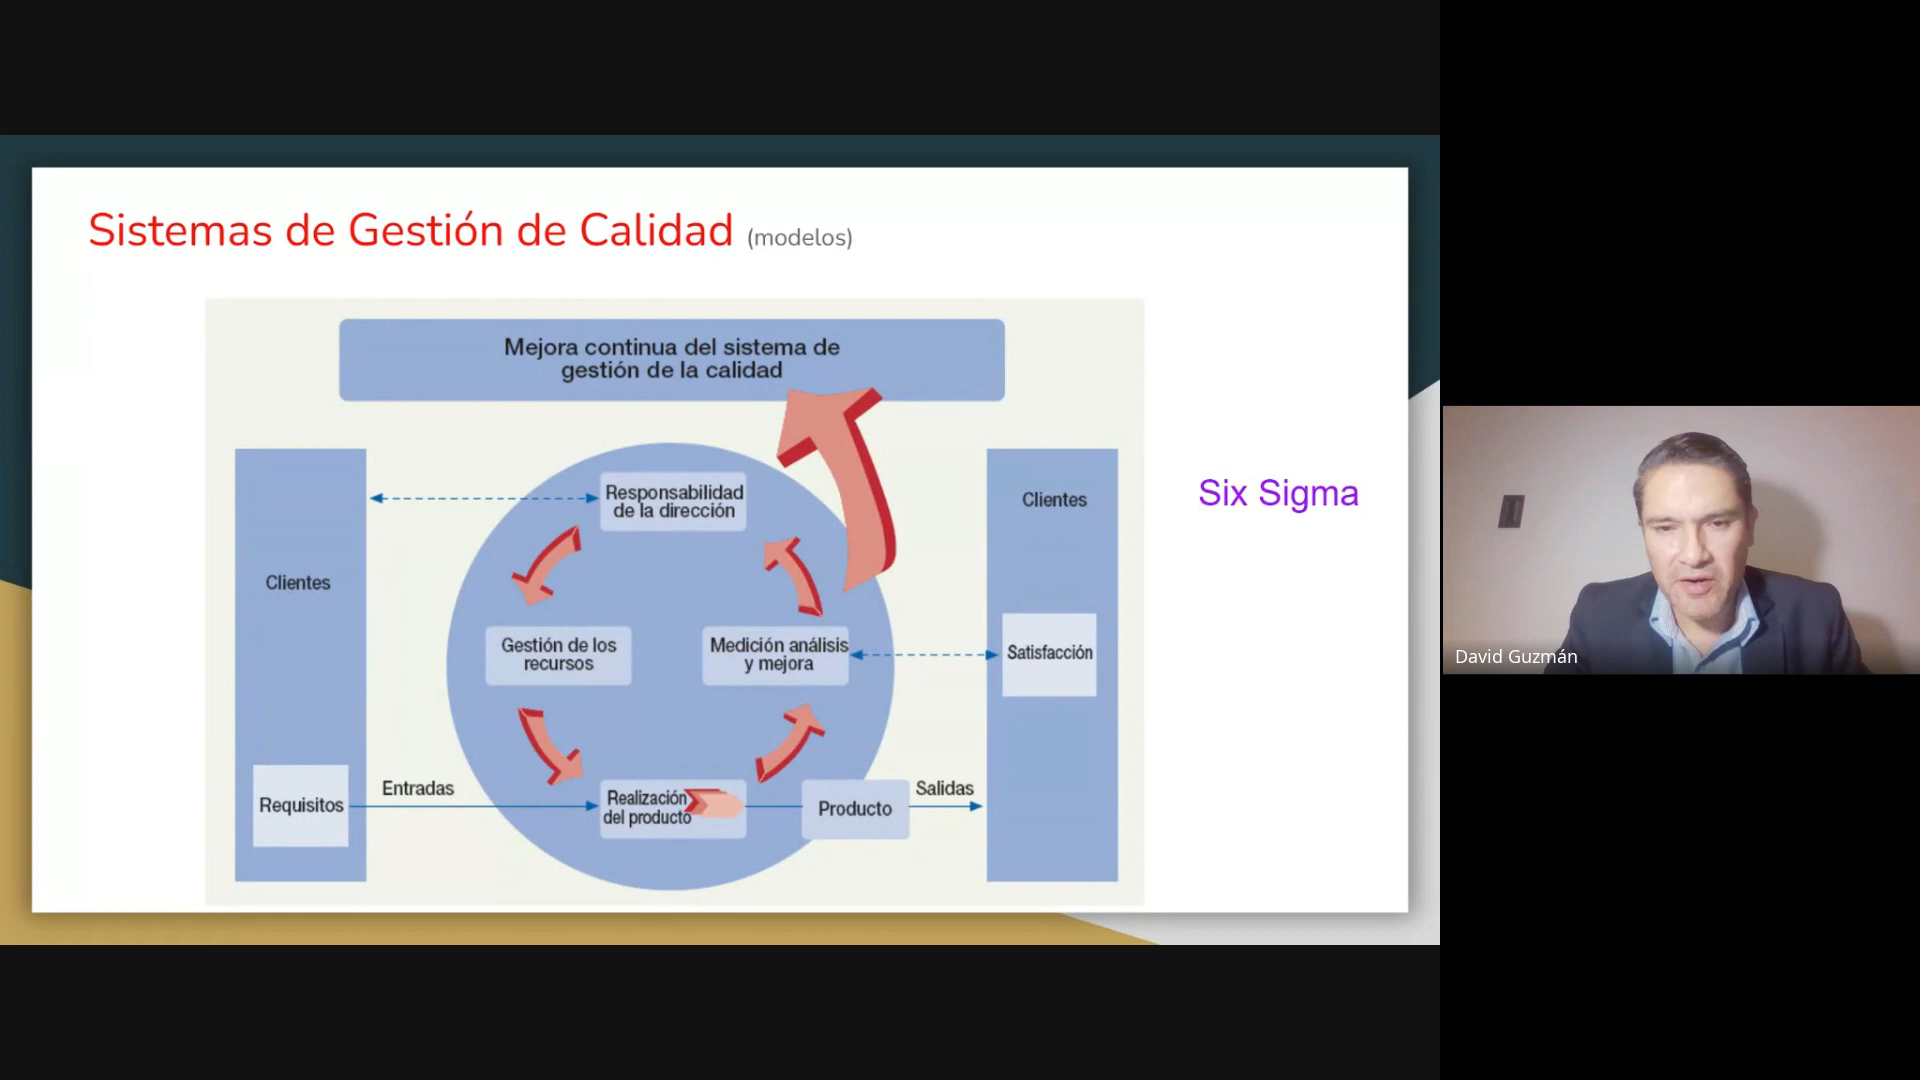 Sistemas de Gestión de Calidad (modelos)
Mejora continua del sistema de
gestión de la calidad
Responsabilidad
de la dirección
Clientes
Clientes
Six Sigma
Gestión de los
recursos
Medición análisis
y mejora
Satisfacción
Requisitos
Entradas
Realización
del producto
Producto
Salidas
David Guzmán